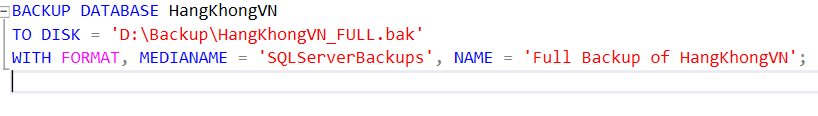 BACKUP DATABASE HangKhongVN
TO DISK = 'D:\Backup\HangKhongVN_FULL.bak'
WITH FORMAT, MEDIANAME = 'SQLServerBackups', NAME = 'Full Backup of HangKhongVN';